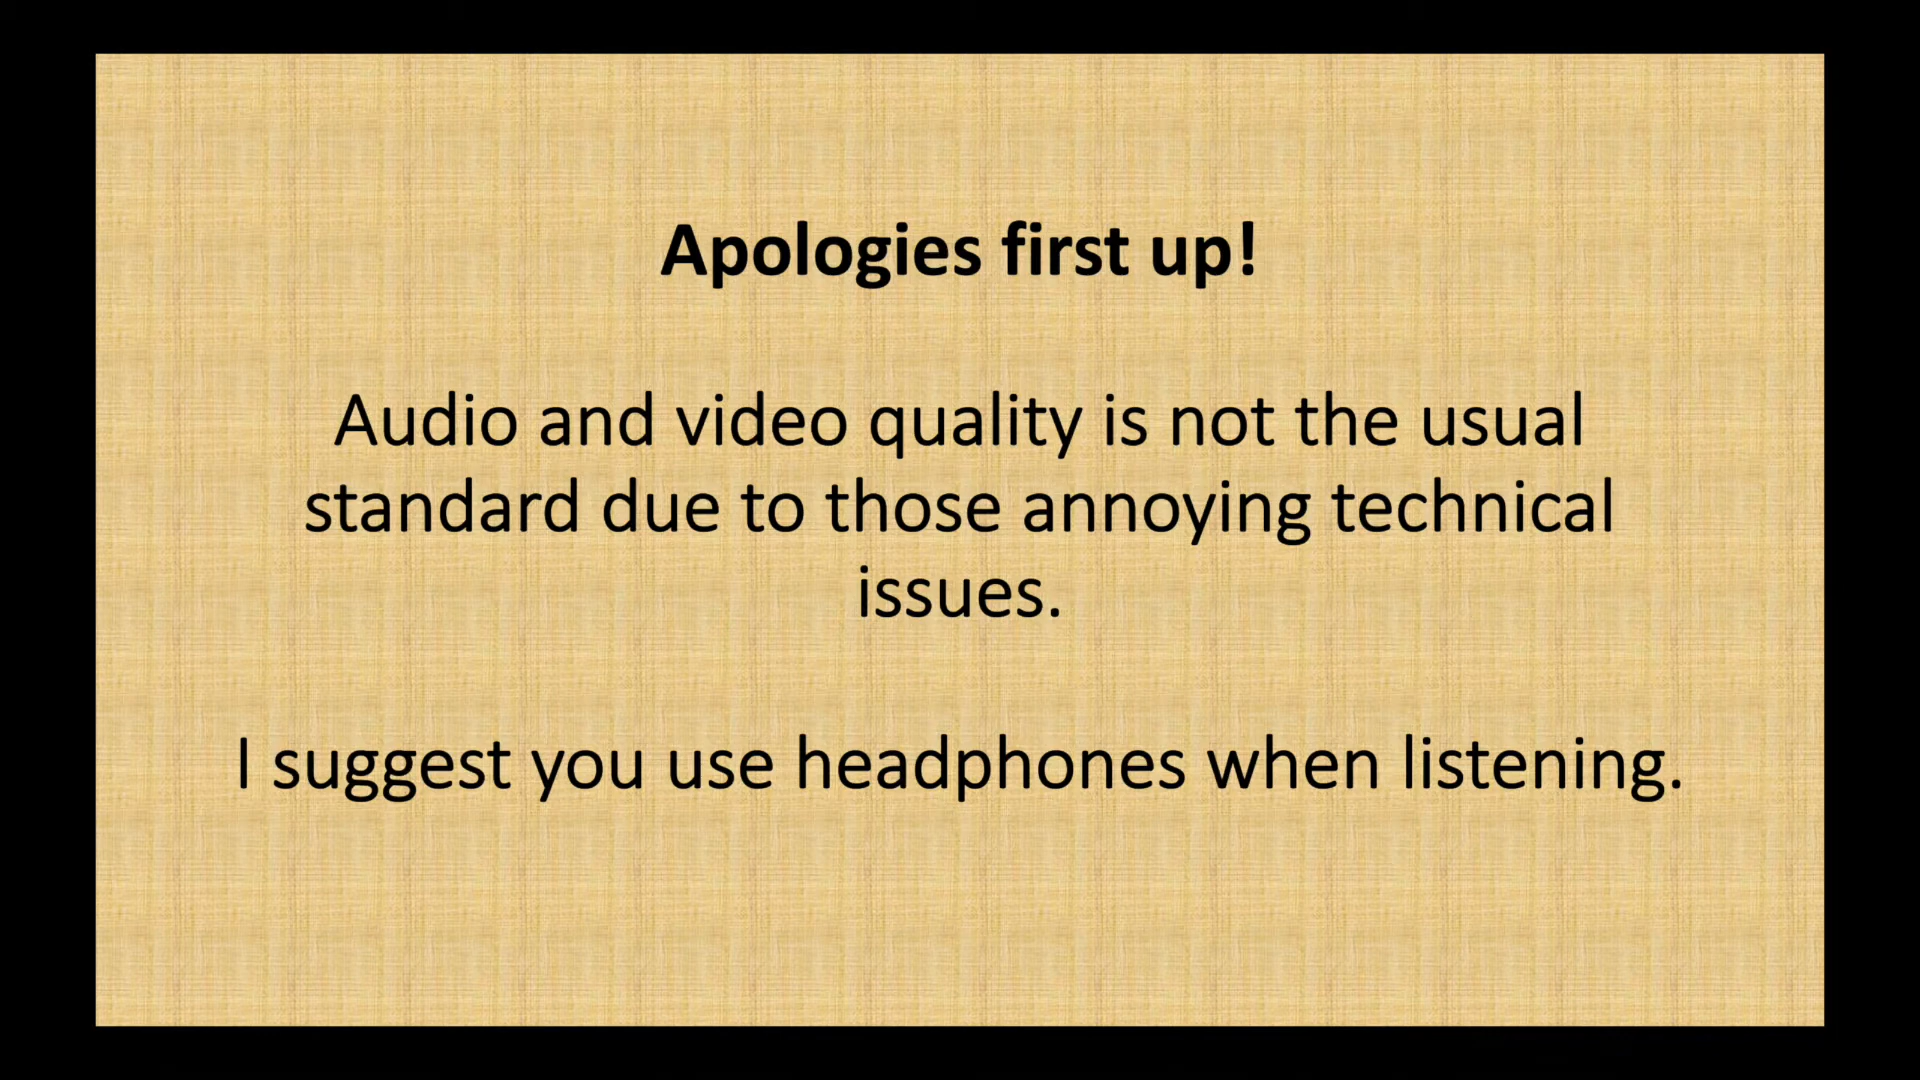 Apologies first up!
Audio and video quality is not the usual
standard due to those annoying technical
issues.
I suggest you use headphones when listening.